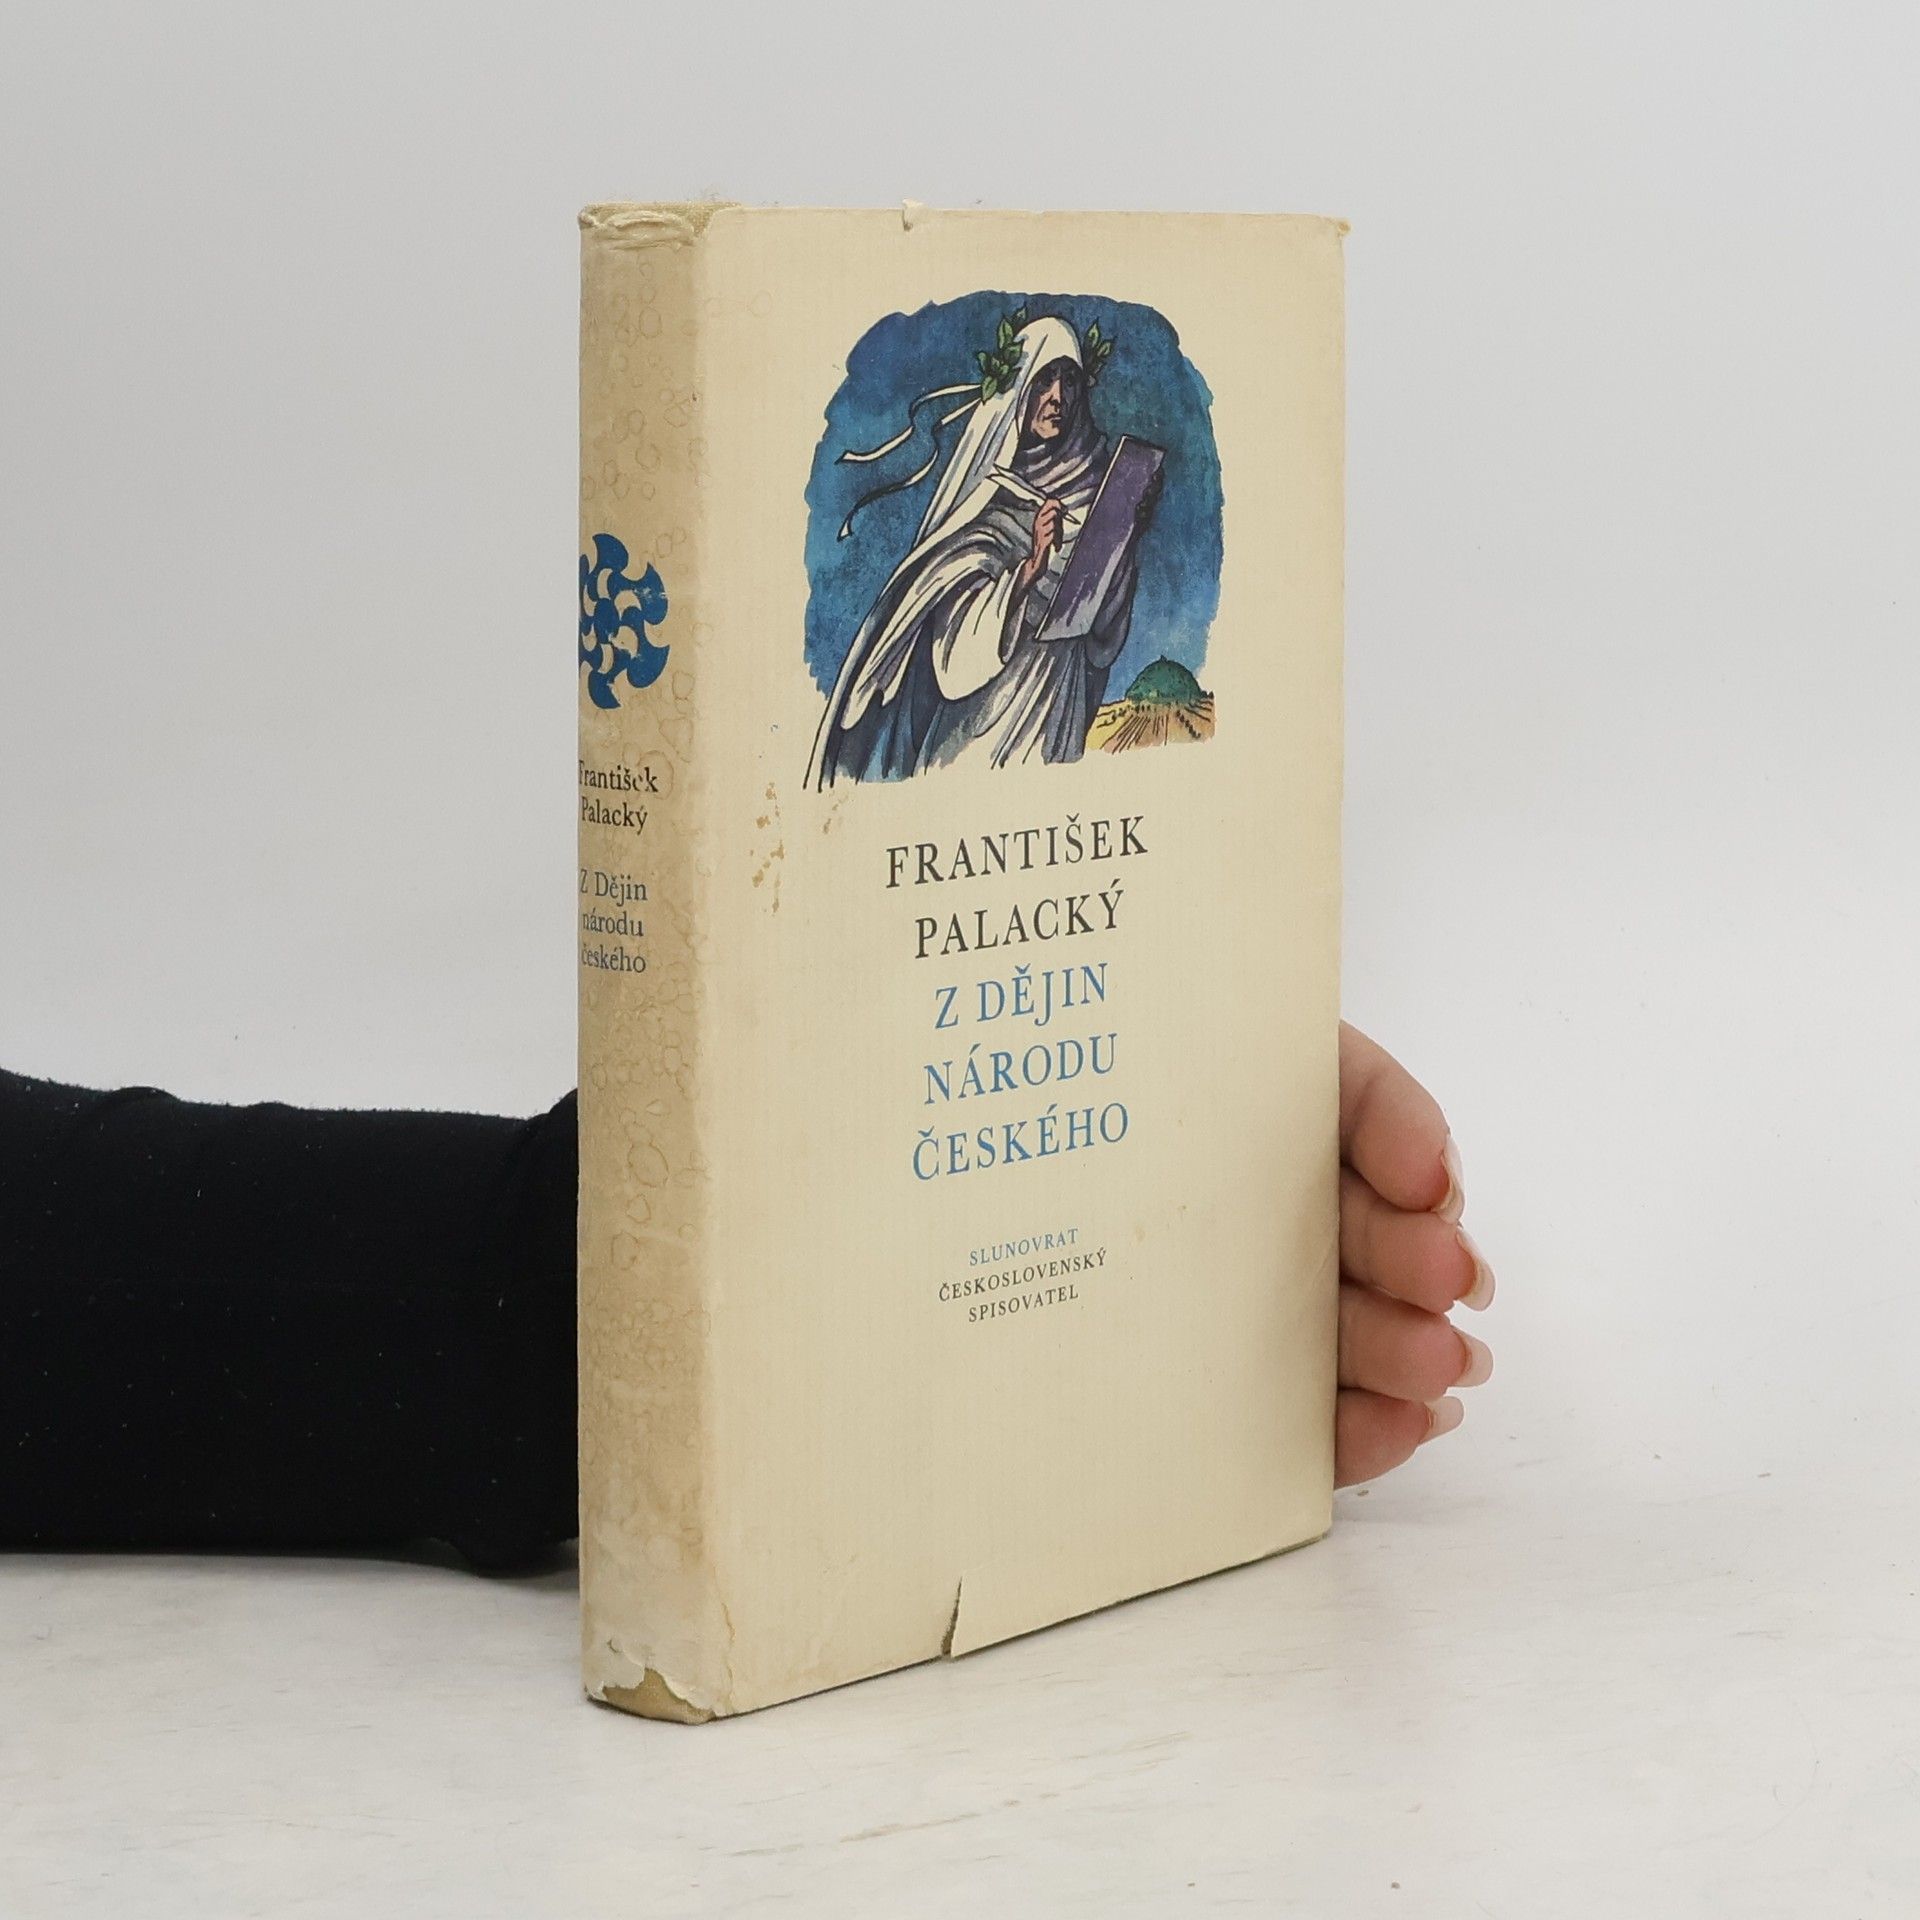 František
Palacký
Z Dějin
národu
českého
FRANTIŠEK
PALACKÝ
Z DĚJIN
NÁRODU
ČESKÉHO
SLUNOVRAT
ČESKOSLOVENSKÝ
SPISOVATEL